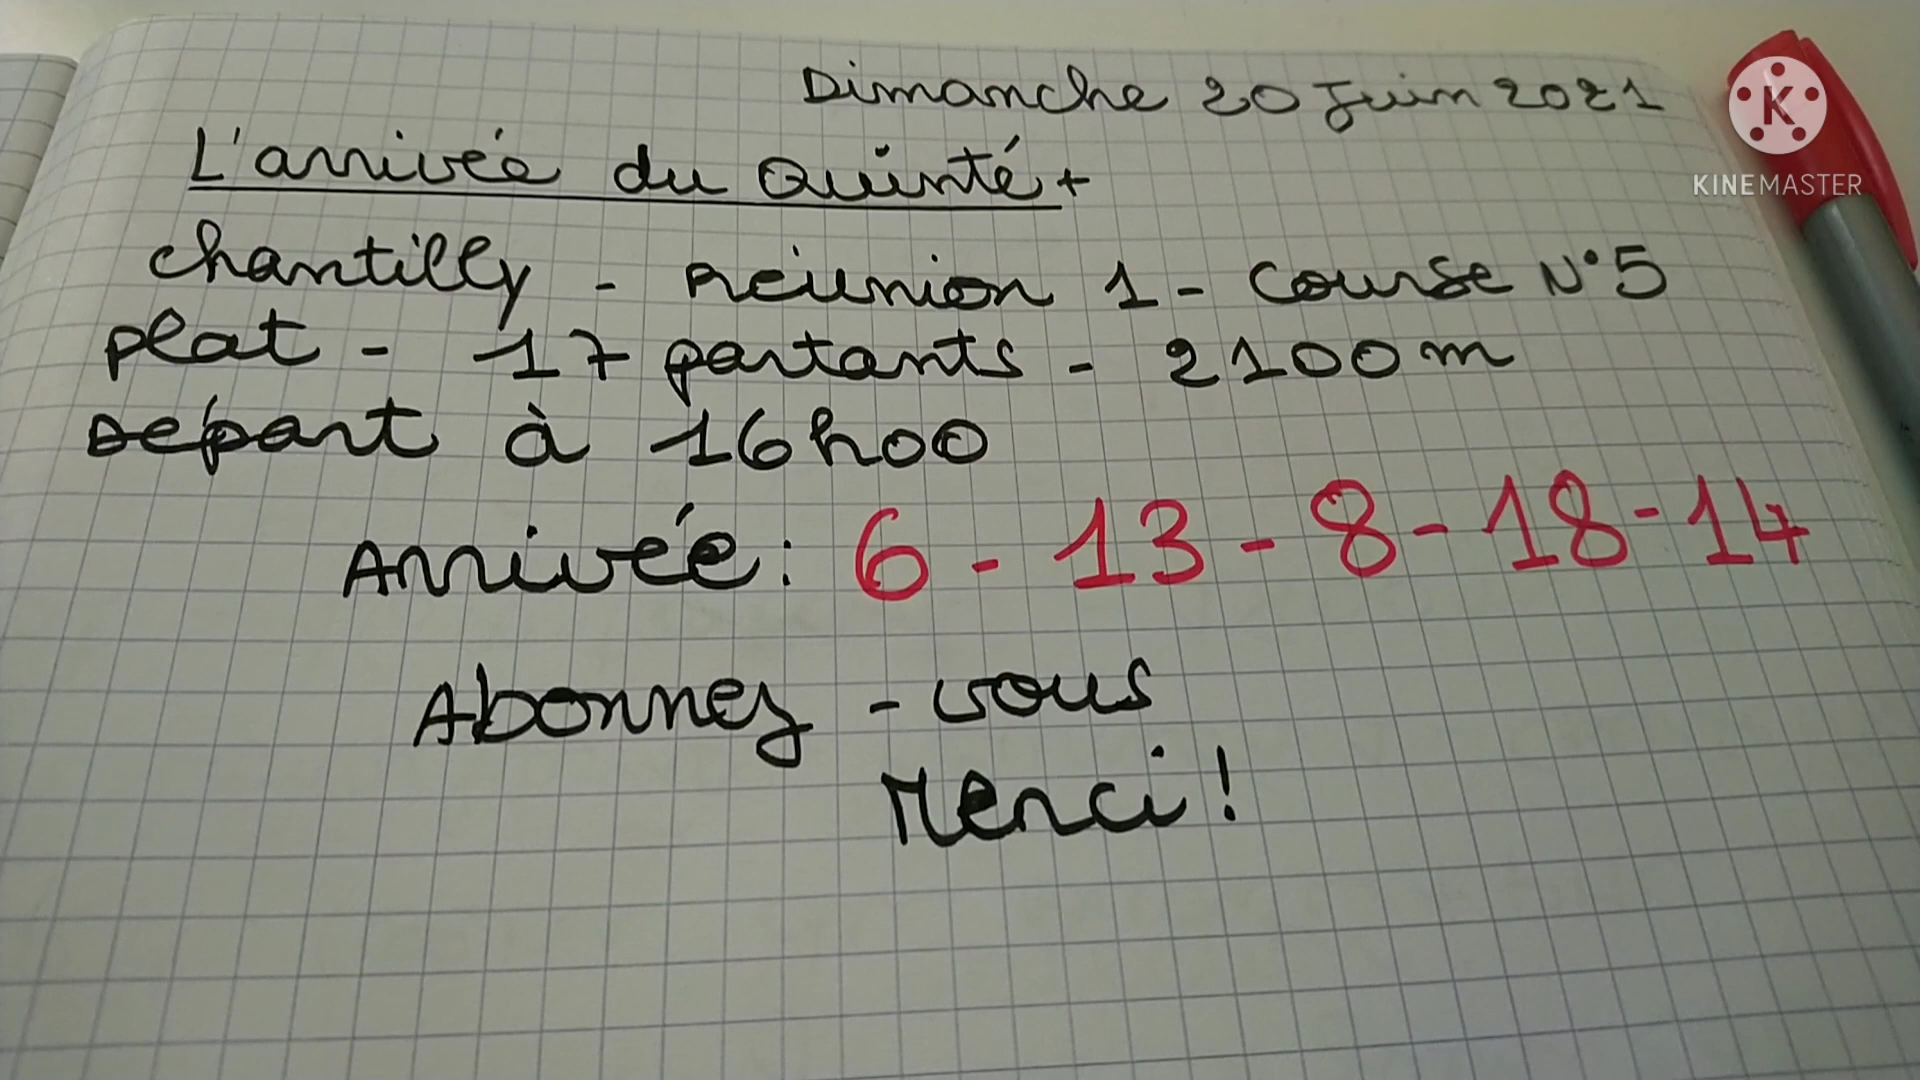 Dimanche 20 Juin 2021
L'arrivée du Quinté+
Chantilly - Réunion 1 - Course N°5
plat - 17 partants - 2100m
Départ à 16h00
Arrivée: 6 - 13 - 8 - 18 - 14
Abonnez - vous
Merci!
K
KINEMASTER